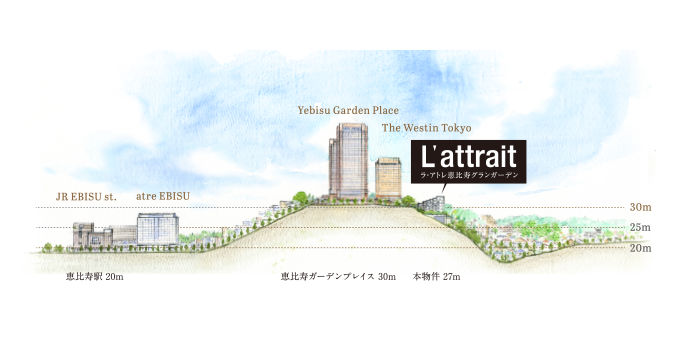 Yebisu Garden Place
The Westin Tokyo
L'attrait
ラ・アトレ恵比寿グランガーデン
JR EBISU st.
atre EBISU
30m
25m
20m
恵比寿駅 20m
恵比寿ガーデンプレイス 30m
本物件 27m